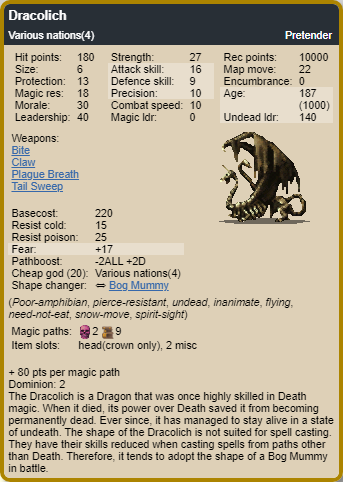 Dracolich
Various nations(4) Pretender
Hit points: 180 Strength: 27 Rec points: 10000
Size: 6 Attack skill: 16 Map move: 22
Protection: 13 Defence skill: 9 Encumbrance: 0
Magic res: 18 Precision: 10 Age: 187
Morale: 30 Combat speed: 10 (1000)
Leadership: 40 Magic ldr: 0 Undead ldr: 140
Weapons:
Bite
Claw
Plague Breath
Tail Sweep
Basecost: 220
Resist cold: 15
Resist poison: 25
Fear: +17
Pathboost: -2ALL +2D
Cheap god (20): Various nations(4)
Shape changer: ⇔ Bog Mummy
(Poor-amphibian, pierce-resistant, undead, inanimate, flying,
need-not-eat, snow-move, spirit-sight)
Magic paths: 2 9
Item slots: head(crown only), 2 misc
+ 80 pts per magic path
Dominion: 2
The Dracolich is a Dragon that was once highly skilled in Death
magic. When it died, its power over Death saved it from becoming
permanently dead. Ever since, it has managed to stay alive in a state
of undeath. The shape of the Dracolich is not suited for spell casting.
They have their skills reduced when casting spells from paths other
than Death. Therefore, it tends to adopt the shape of a Bog Mummy
in battle.